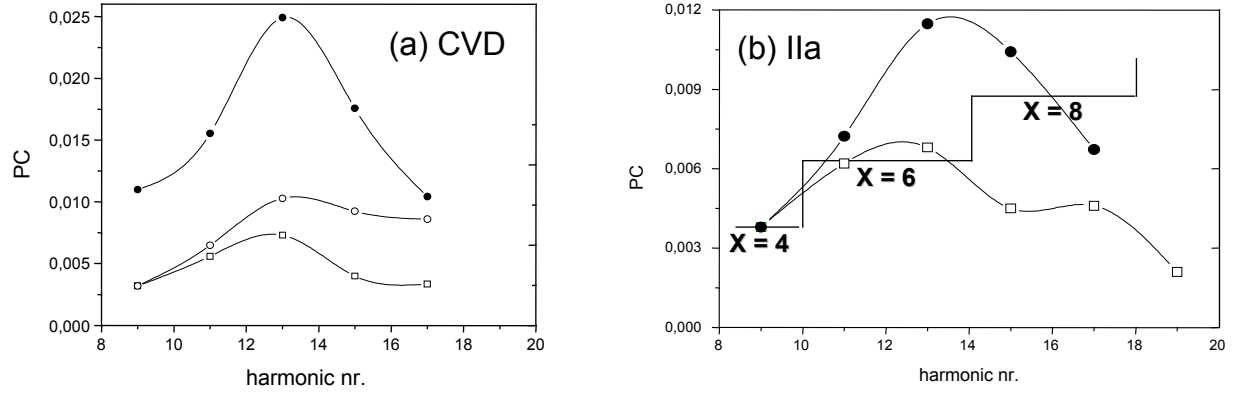 (a) CVD
PC
0,025
0,020
0,015
0,010
0,005
0,000
8 10 12 14 16 18 20
harmonic nr.
(b) IIa
PC
0,012
0,009
0,006
0,003
0,000
X = 8
X = 6
X = 4
8 10 12 14 16 18 20
harmonic nr.